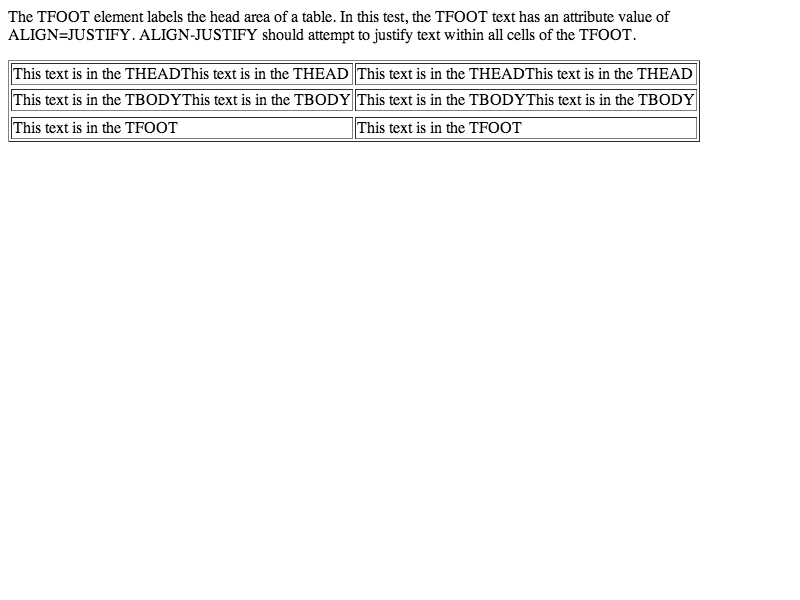 The TFOOT element labels the head area of a table. In this test, the TFOOT text has an attribute value of
ALIGN=JUSTIFY. ALIGN-JUSTIFY should attempt to justify text within all cells of the TFOOT.
This text is in the THEADThis text is in the THEAD This text is in the THEADThis text is in the THEAD
This text is in the TBODYThis text is in the TBODY This text is in the TBODYThis text is in the TBODY
This text is in the TFOOT This text is in the TFOOT